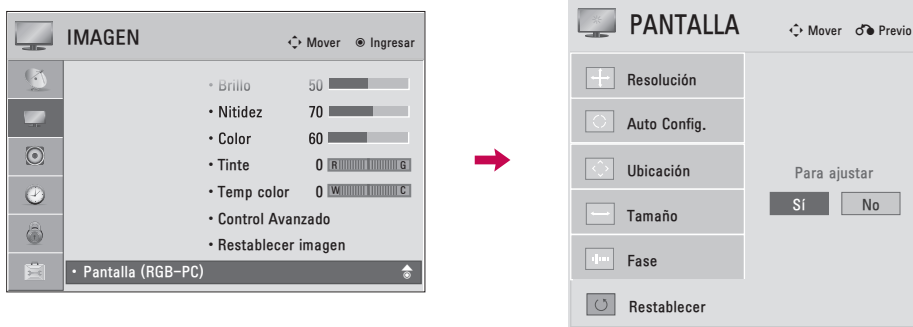 IMAGEN
Mover Ingresar
• Brillo 50
• Nitidez 70
• Color 60
• Tinte 0 R G
• Temp color 0 W C
• Control Avanzado
• Restablecer imagen
• Pantalla (RGB-PC)
PANTALLA
Mover Previo
Resolución
Auto Config.
Ubicación
Tamaño
Fase
Restablecer
Para ajustar
Sí No